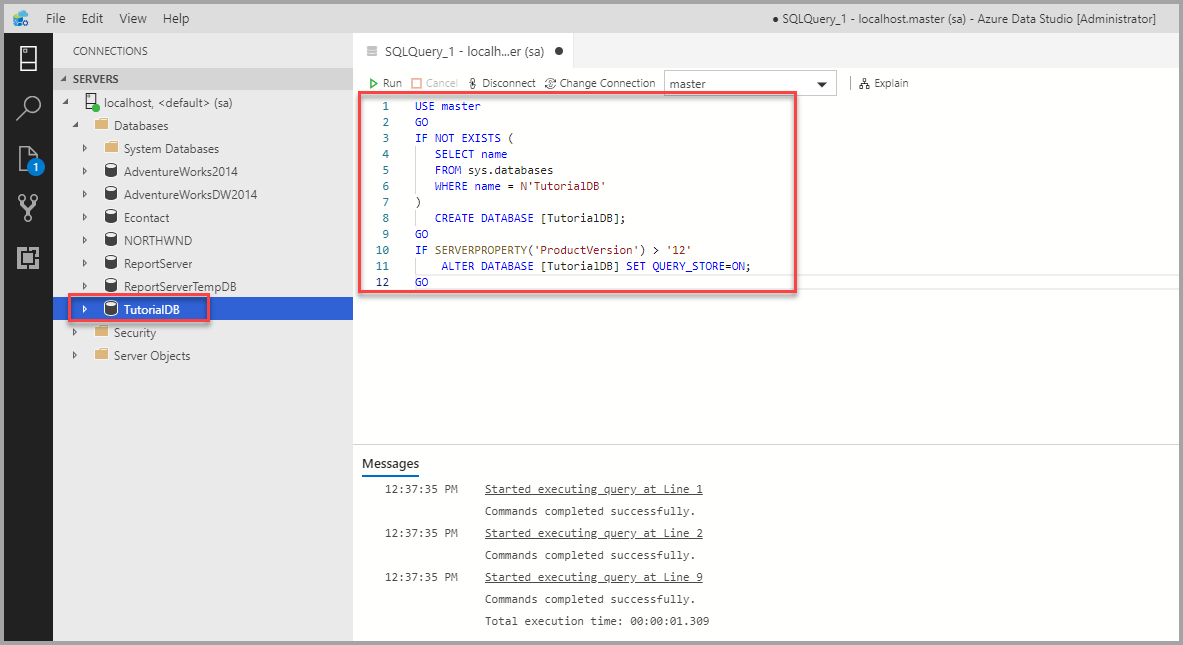 File Edit View Help
● SQLQuery_1 - localhost.master (sa) - Azure Data Studio [Administrator]
CONNECTIONS
SERVERS
localhost, <default> (sa)
Databases
System Databases
AdventureWorks2014
AdventureWorksDW2014
Econtact
NORTHWND
ReportServer
ReportServerTempDB
TutorialDB
Security
Server Objects
1
SQLQuery_1 - localh...er (sa) ●
Run Cancel Disconnect Change Connection master Explain
1 USE master
2 GO
3 IF NOT EXISTS (
4 SELECT name
5 FROM sys.databases
6 WHERE name = N'TutorialDB'
7 )
8 CREATE DATABASE [TutorialDB];
9 GO
10 IF SERVERPROPERTY('ProductVersion') > '12'
11 ALTER DATABASE [TutorialDB] SET QUERY_STORE=ON;
12 GO
Messages
12:37:35 PM Started executing query at Line 1
Commands completed successfully.
12:37:35 PM Started executing query at Line 2
Commands completed successfully.
12:37:35 PM Started executing query at Line 9
Commands completed successfully.
Total execution time: 00:00:01.309